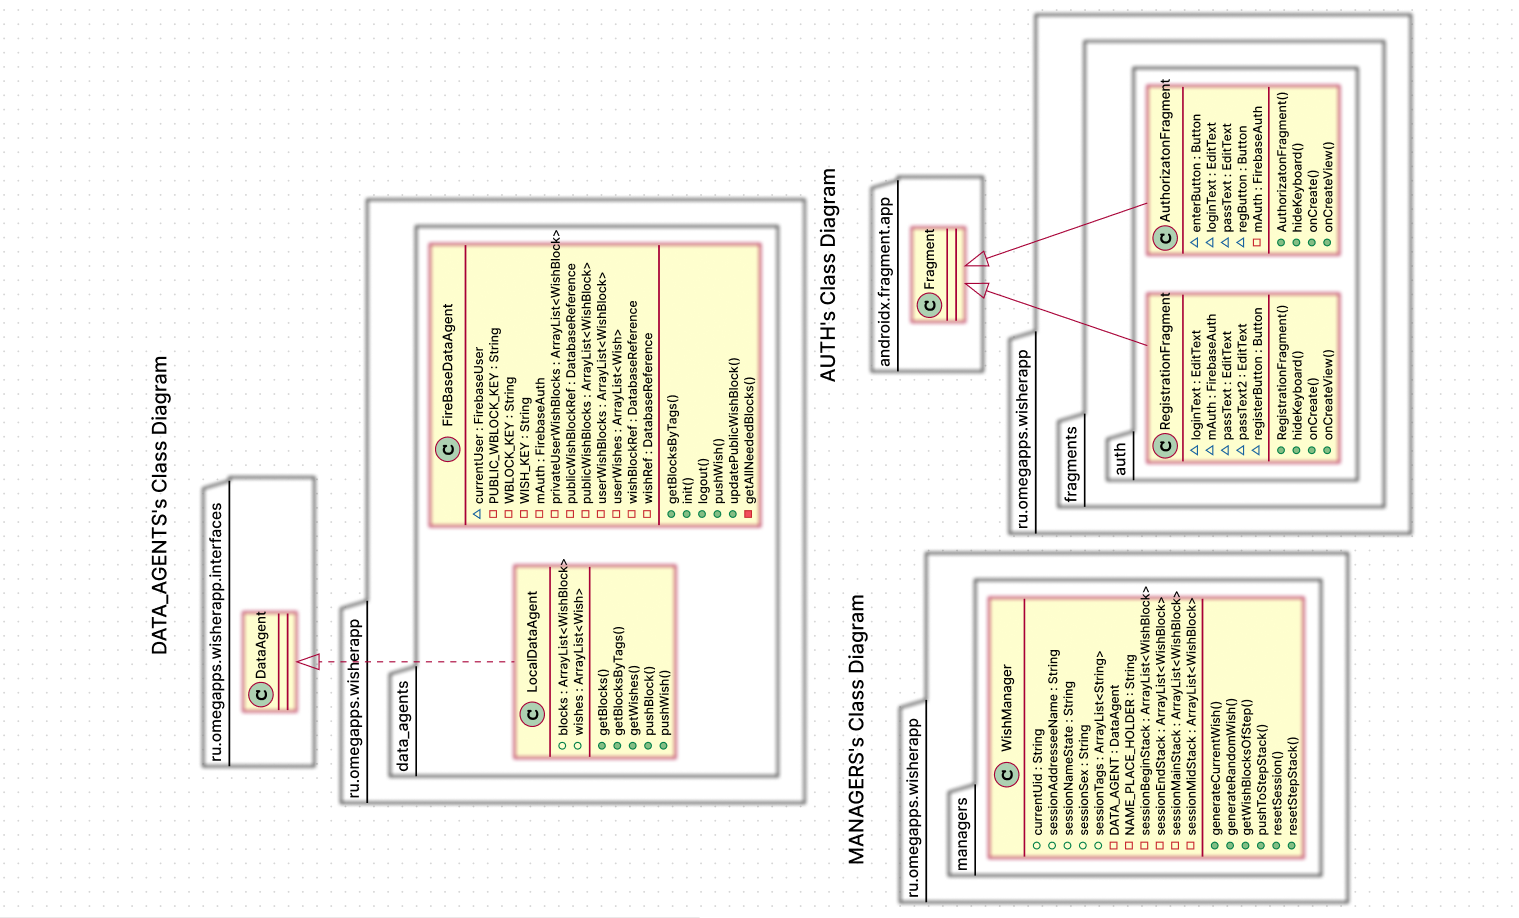 DATA_AGENTS's Class Diagram
ru.omegapps.wisherapp.interfaces
C DataAgent
ru.omegapps.wisherapp
data_agents
C LocalDataAgent
blocks : ArrayList<WishBlock>
wishes : ArrayList<Wish>
getBlocks()
getBlocksByTags()
getWishes()
pushBlock()
pushWish()
C FireBaseDataAgent
currentUser : FirebaseUser
PUBLIC_WBLOCK_KEY : String
WBLOCK_KEY : String
WISH_KEY : String
mAuth : FirebaseAuth
privateUserWishBlocks : ArrayList<WishBlock>
publicWishBlockRef : DatabaseReference
publicWishBlocks : ArrayList<WishBlock>
userWishBlocks : ArrayList<WishBlock>
userWishes : ArrayList<Wish>
wishBlockRef : DatabaseReference
wishRef : DatabaseReference
getBlocksByTags()
init()
logout()
pushWish()
updatePublicWishBlock()
getAllNeededBlocks()
MANAGERS's Class Diagram
ru.omegapps.wisherapp
managers
C WishManager
currentUid : String
sessionAddresseeName : String
sessionNameState : String
sessionSex : String
sessionTags : ArrayList<String>
DATA_AGENT : DataAgent
NAME_PLACE_HOLDER : String
sessionBeginStack : ArrayList<WishBlock>
sessionEndStack : ArrayList<WishBlock>
sessionMainStack : ArrayList<WishBlock>
sessionMidStack : ArrayList<WishBlock>
generateCurrentWish()
generateRandomWish()
getWishBlocksOfStep()
pushToStepStack()
resetSession()
resetStepStack()
AUTH's Class Diagram
androidx.fragment.app
C Fragment
ru.omegapps.wisherapp
fragments
auth
C RegistrationFragment
loginText : EditText
mAuth : FirebaseAuth
passText : EditText
passText2 : EditText
registerButton : Button
RegistrationFragment()
hideKeyboard()
onCreate()
onCreateView()
C AuthorizatonFragment
enterButton : Button
loginText : EditText
passText : EditText
regButton : Button
mAuth : FirebaseAuth
AuthorizatonFragment()
hideKeyboard()
onCreate()
onCreateView()